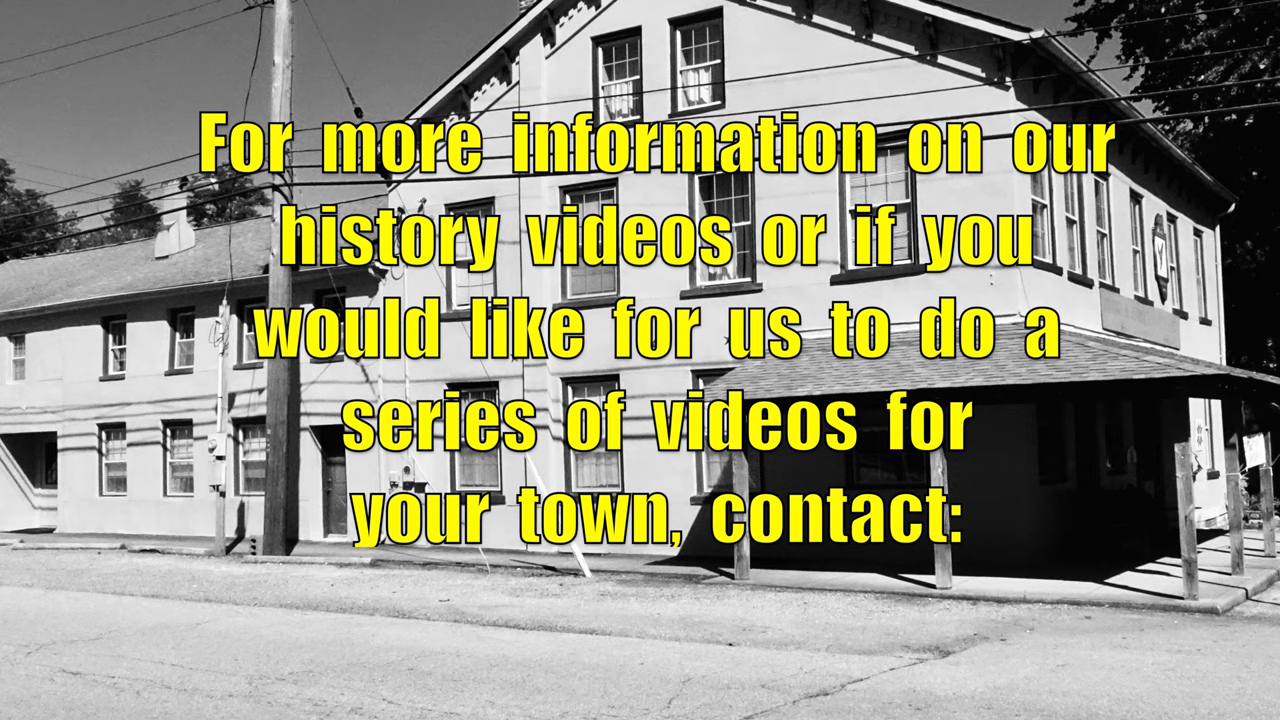 For more information on our
history videos or if you
would like for us to do a
series of videos for
your town, contact: